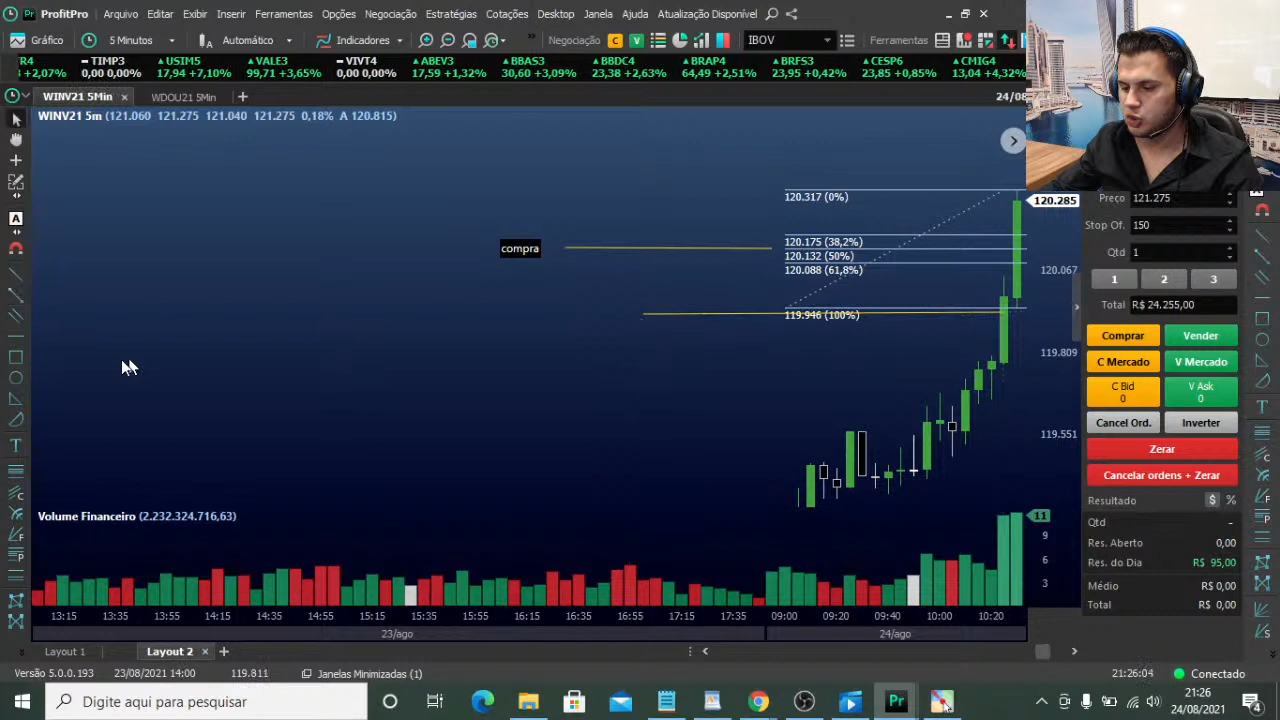 ProfitPro Arquivo Editar Exibir Inserir Ferramentas Opções Negociação Estratégias Cotações Desktop Janela Ajuda Atualização Disponível
Gráfico 5 Minutos Automático Indicadores Negociação C V IBOV Ferramentas
TIMP3 USIM5 VALE3 VVIT4 ABEV3 BBAS3 BBDC4 BRAP4 BRFS3 CESP6 CMIG4
+2,07% 0,00 0,00% 17,94 +7,10% 99,71 +3,65% 0,00 0,00% 17,59 +1,32% 30,60 +3,09% 23,38 +2,63% 64,49 +2,51% 23,95 +0,42% 23,85 +0,85% 13,04 +4,32%
WINV21 5Min WDOU21 5Min 24/08
WINV21 5m (121.060 121.275 121.040 121.275 0,18% A 120.815)
120.317 (0%)
120.285
compra
120.175 (38,2%)
120.132 (50%)
120.088 (61,8%)
120.067
119.946 (100%)
119.809
119.551
Preço 121.275
Stop Of. 150
Qtd 1
1 2 3
Total R$ 24.255,00
Comprar Vender
C Mercado V Mercado
C Bid V Ask
0 0
Cancel Ord. Inverter
Zerar
Cancelar ordens + Zerar
Resultado $ %
Qtd -
Res. Aberto 0,00
Res. do Dia R$ 95,00
Médio R$ 0,00
Total R$ 0,00
Volume Financeiro (2.232.324.716,63)
11
9
6
3
13:15 13:35 13:55 14:15 14:35 14:55 15:15 15:35 15:55 16:15 16:35 16:55 17:15 17:35 09:00 09:20 09:40 10:00 10:20
23/ago 24/ago
Layout 1 Layout 2
Versão 5.0.0.193 23/08/2021 14:00 119.811 Janelas Minimizadas (1) 21:26:04 Conectado
Digite aqui para pesquisar
21:26
24/08/2021
4